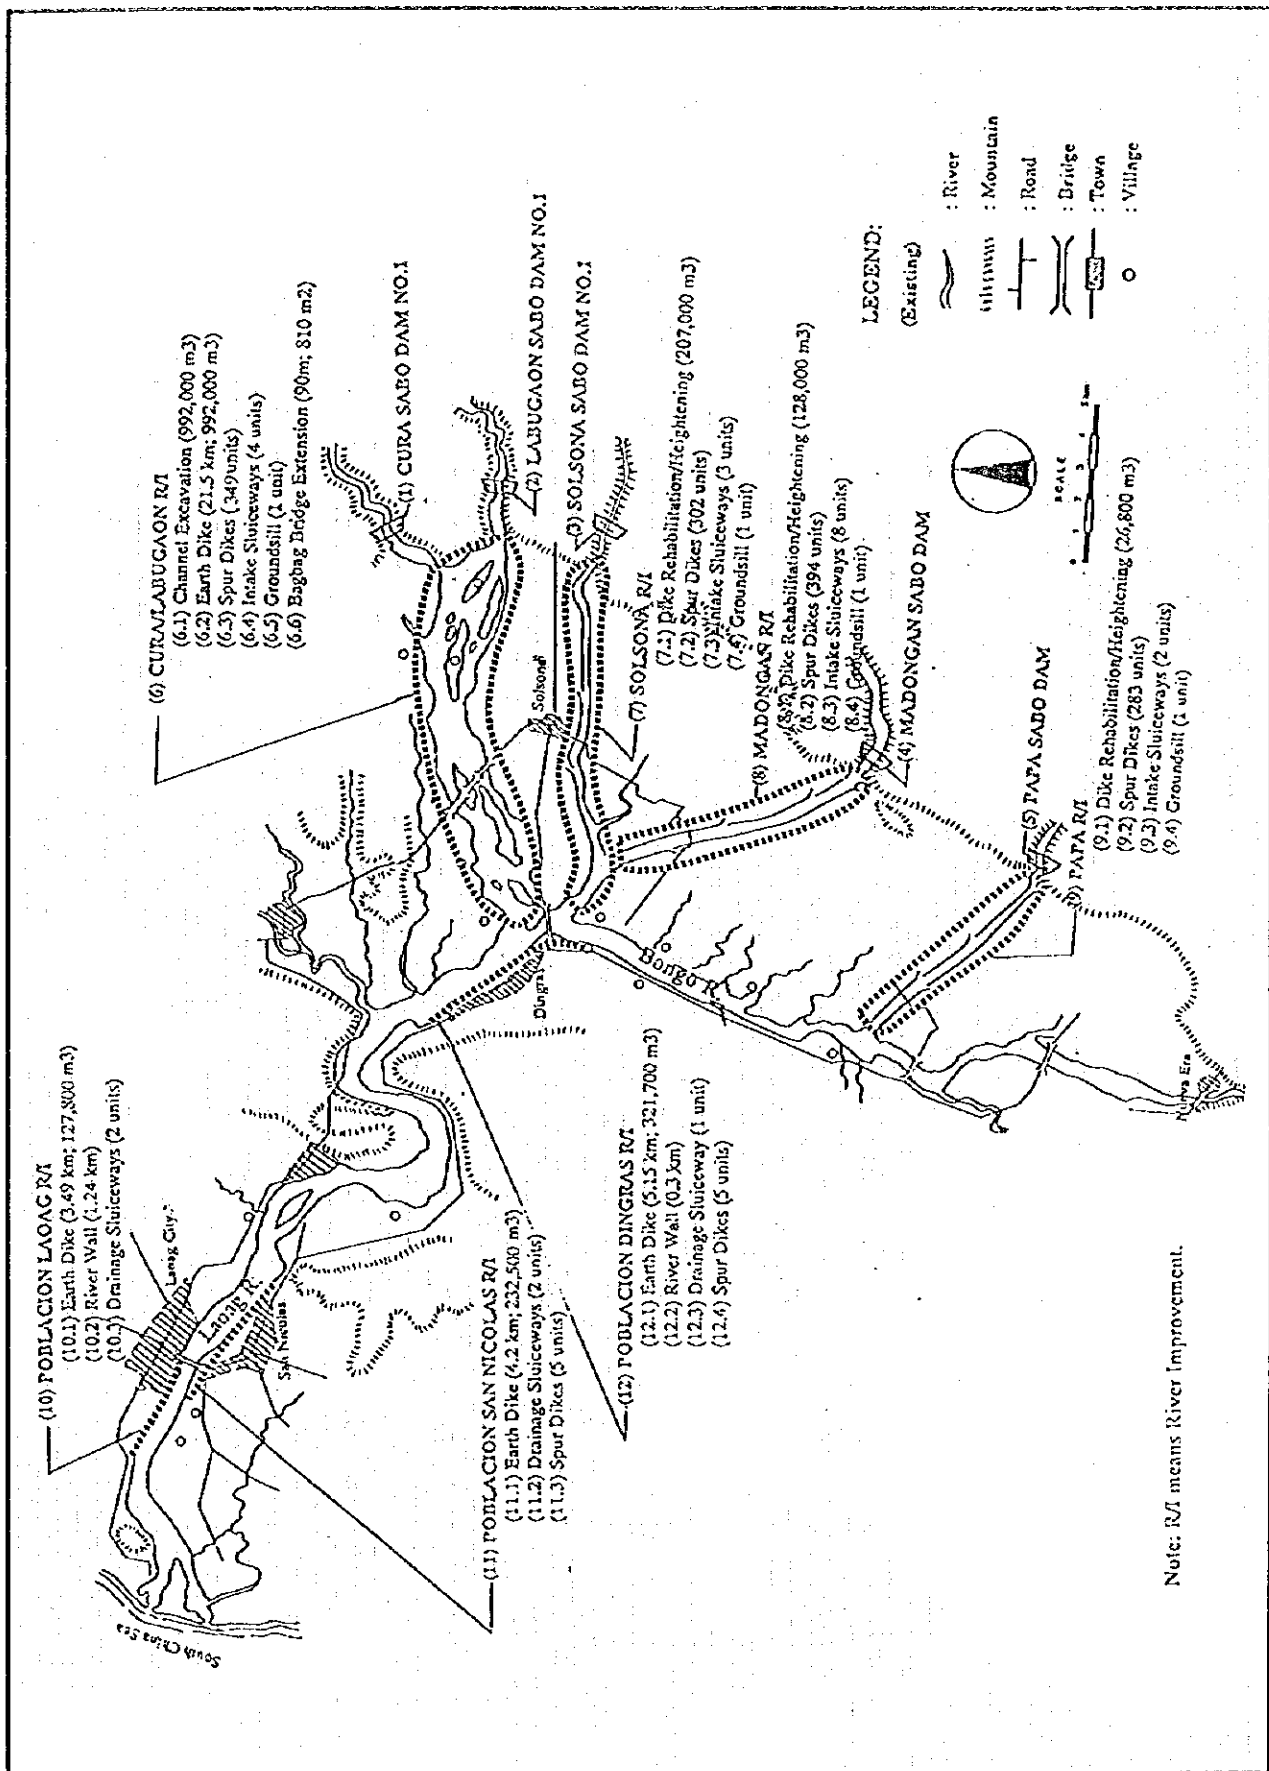 (10) POBLACION LAOAG R/I
(10.1) Earth Dike (3.49 km; 127,800 m3)
(10.2) River Wall (1.24 km)
(10.3) Drainage Sluiceways (2 units)
Laoag City
Laoag R.
San Nicolas
South China Sea
(11) POBLACION SAN NICOLAS R/I
(11.1) Earth Dike (4.2 km; 232,500 m3)
(11.2) Drainage Sluiceways (2 units)
(11.3) Spur Dikes (5 units)
(12) POBLACION DINGRAS R/I
(12.1) Earth Dike (5.15 km; 321,700 m3)
(12.2) River Wall (0.3 km)
(12.3) Drainage Sluiceway (1 unit)
(12.4) Spur Dikes (5 units)
(6) CURA/LABUGAON R/I
(6.1) Channel Excavation (992,000 m3)
(6.2) Earth Dike (21.5 km; 992,000 m3)
(6.3) Spur Dikes (349 units)
(6.4) Intake Sluiceways (4 units)
(6.5) Groundsill (1 unit)
(6.6) Bagbag Bridge Extension (90m; 810 m2)
(1) CURA SABO DAM NO.1
(2) LABUGAON SABO DAM NO.1
(3) SOLSONA SABO DAM NO.1
Solsona
Dingras
Bongo R.
(7) SOLSONA R/I
(7.1) Dike Rehabilitation/Heightening (207,000 m3)
(7.2) Spur Dikes (302 units)
(7.3) Intake Sluiceways (3 units)
(7.4) Groundsill (1 unit)
(8) MADONGAN R/I
(8.1) Dike Rehabilitation/Heightening (128,000 m3)
(8.2) Spur Dikes (394 units)
(8.3) Intake Sluiceways (8 units)
(8.4) Groundsill (1 unit)
(4) MADONGAN SABO DAM
(5) PAPA SABO DAM
(9) PAPA R/I
(9.1) Dike Rehabilitation/Heightening (26,800 m3)
(9.2) Spur Dikes (283 units)
(9.3) Intake Sluiceways (2 units)
(9.4) Groundsill (1 unit)
Nueva Era
LEGEND:
(Existing)
: River
: Mountain
: Road
: Bridge
: Town
: Village
SCALE
0 1 2 3 4 5 km
Note: R/I means River Improvement.